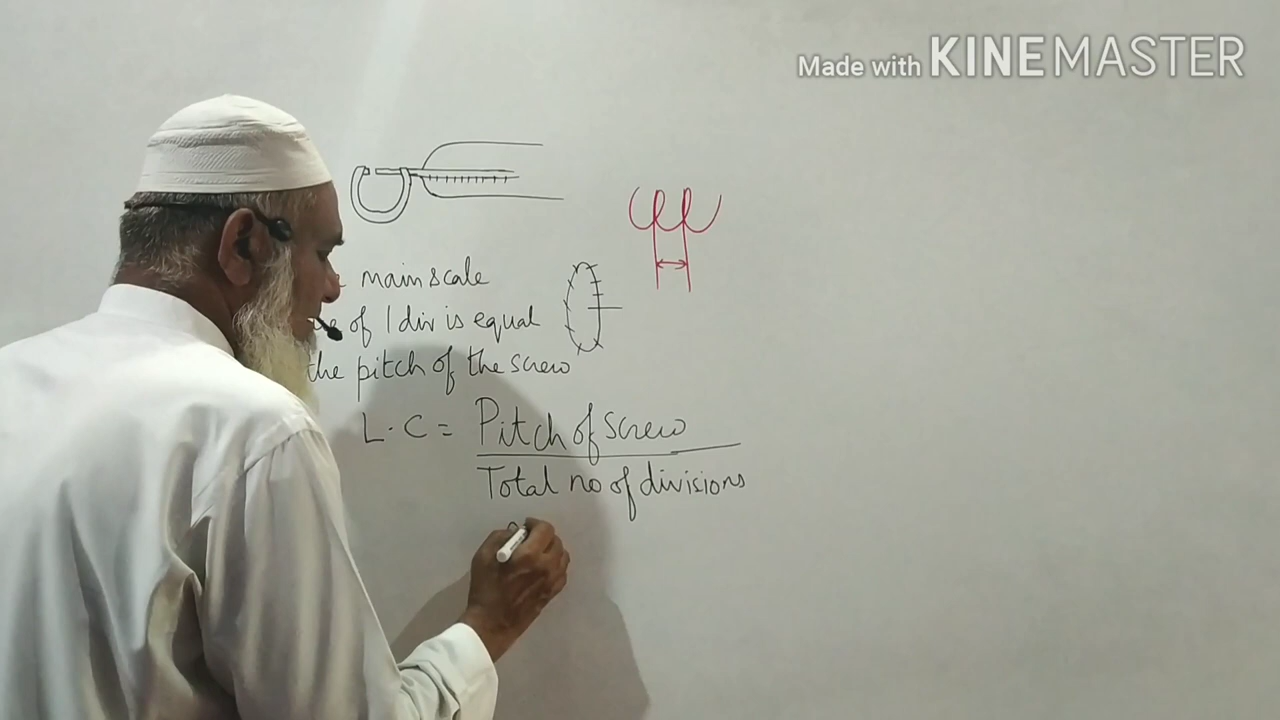 Made with KINEMASTER
main scale
of 1 div is equal
the pitch of the screw
L.C = Pitch of screw
Total no of divisions